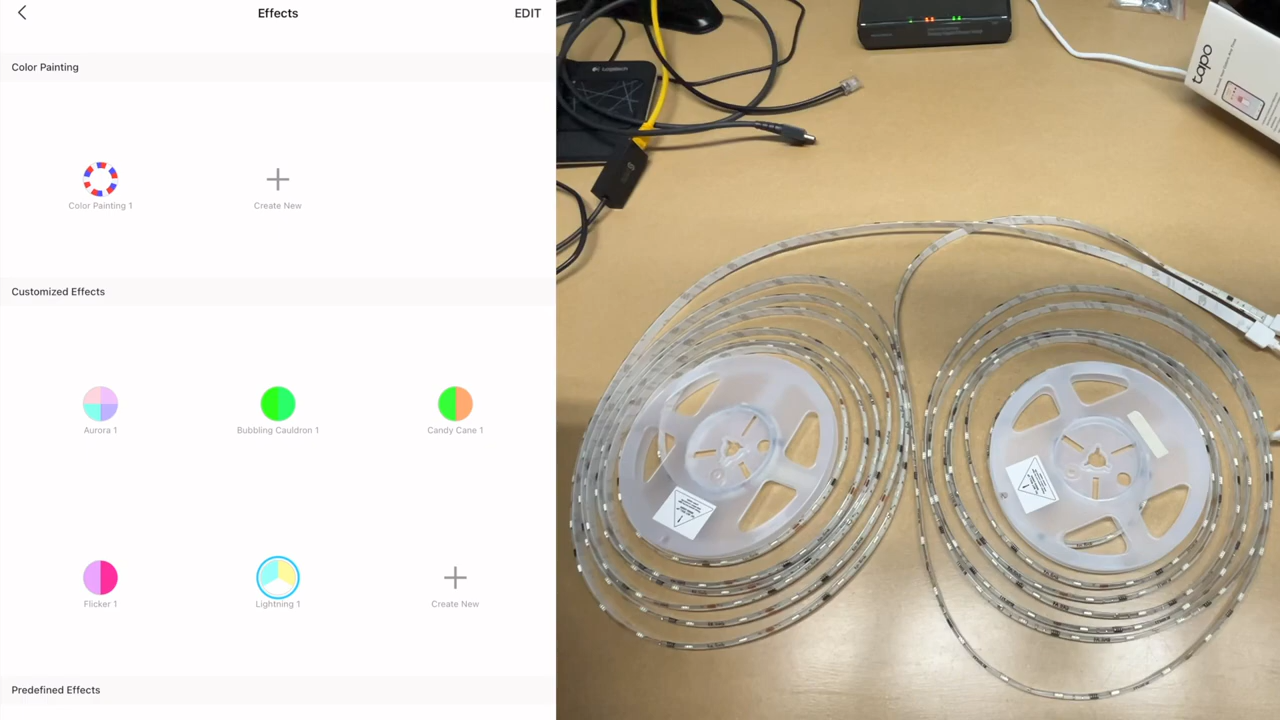 Effects
EDIT
Color Painting
Color Painting 1
Create New
Customized Effects
Aurora 1
Bubbling Cauldron 1
Candy Cane 1
Flicker 1
Lightning 1
Create New
Predefined Effects
tapo